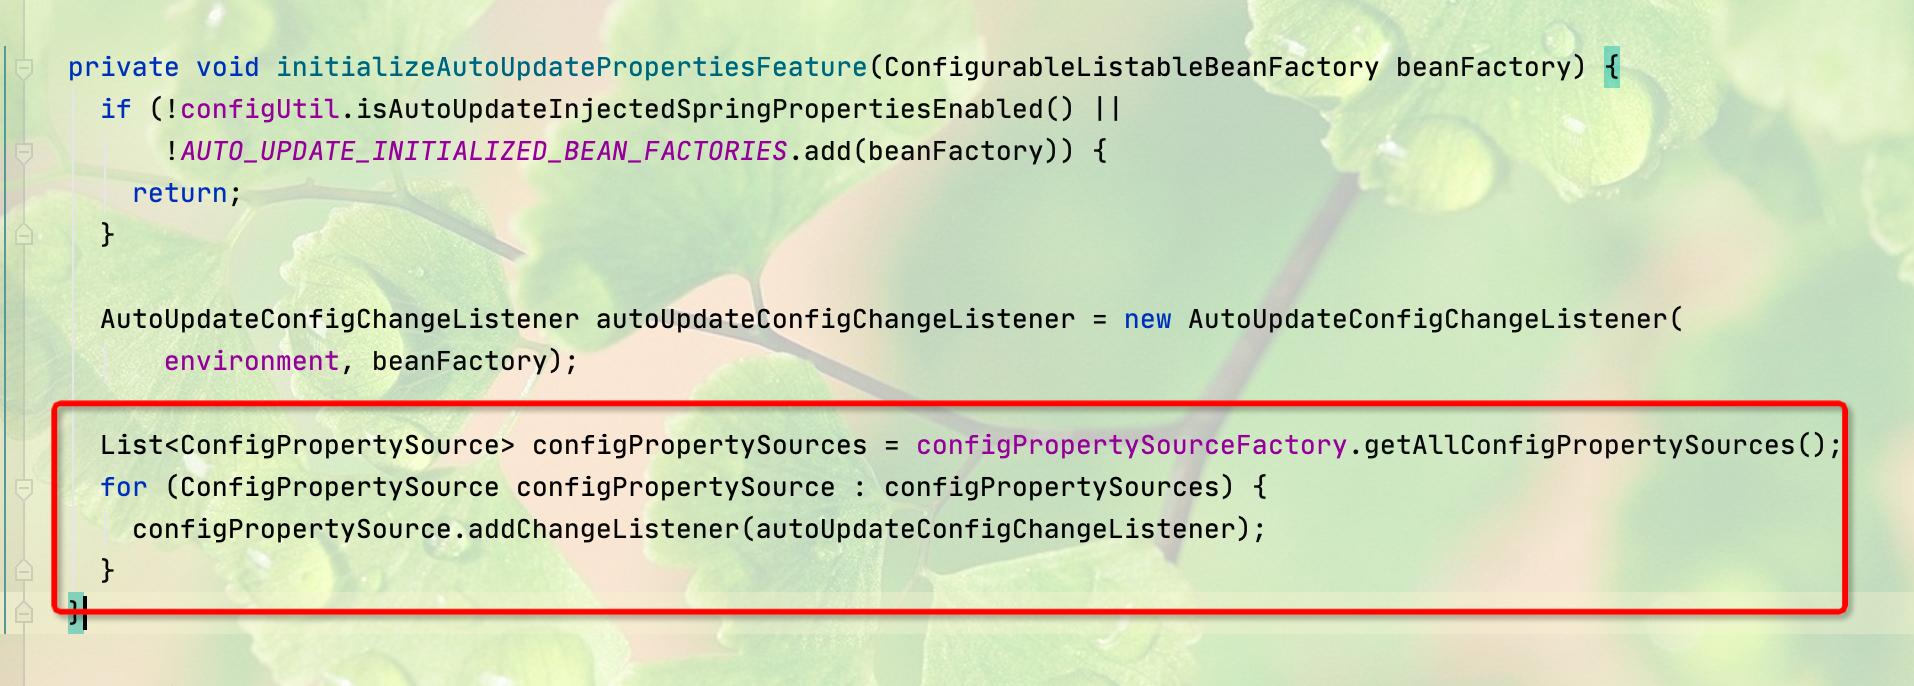 private void initializeAutoUpdatePropertiesFeature(ConfigurableListableBeanFactory beanFactory) {
if (!configUtil.isAutoUpdateInjectedSpringPropertiesEnabled() ||
!AUTO_UPDATE_INITIALIZED_BEAN_FACTORIES.add(beanFactory)) {
return;
}
AutoUpdateConfigChangeListener autoUpdateConfigChangeListener = new AutoUpdateConfigChangeListener(
environment, beanFactory);
List<ConfigPropertySource> configPropertySources = configPropertySourceFactory.getAllConfigPropertySources();
for (ConfigPropertySource configPropertySource : configPropertySources) {
configPropertySource.addChangeListener(autoUpdateConfigChangeListener);
}
}